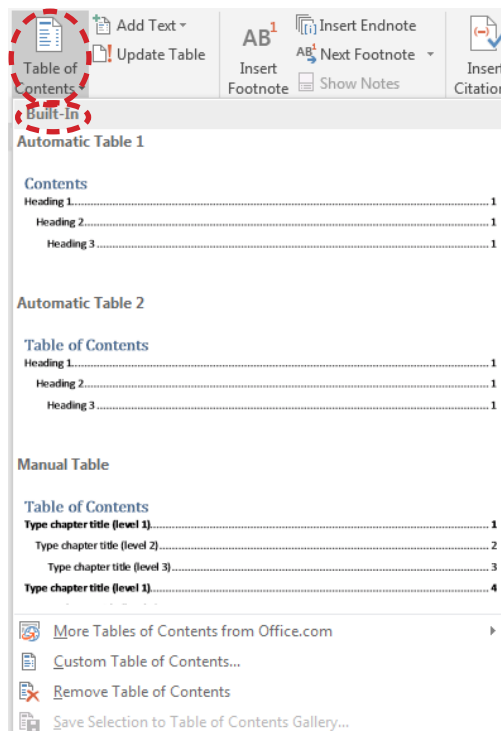 Add Text
Update Table
Table of
Contents
AB1
Insert
Footnote
Insert Endnote
AB1 Next Footnote
Show Notes
(-)
Insert
Citation
Built-In
Automatic Table 1
Contents
Heading 1........................................................ 1
Heading 2........................................................ 1
Heading 3........................................................ 1
Automatic Table 2
Table of Contents
Heading 1........................................................ 1
Heading 2........................................................ 1
Heading 3........................................................ 1
Manual Table
Table of Contents
Type chapter title (level 1)........................................................ 1
Type chapter title (level 2)........................................................ 2
Type chapter title (level 3)........................................................ 3
Type chapter title (level 1)........................................................ 4
More Tables of Contents from Office.com
Custom Table of Contents...
Remove Table of Contents
Save Selection to Table of Contents Gallery...